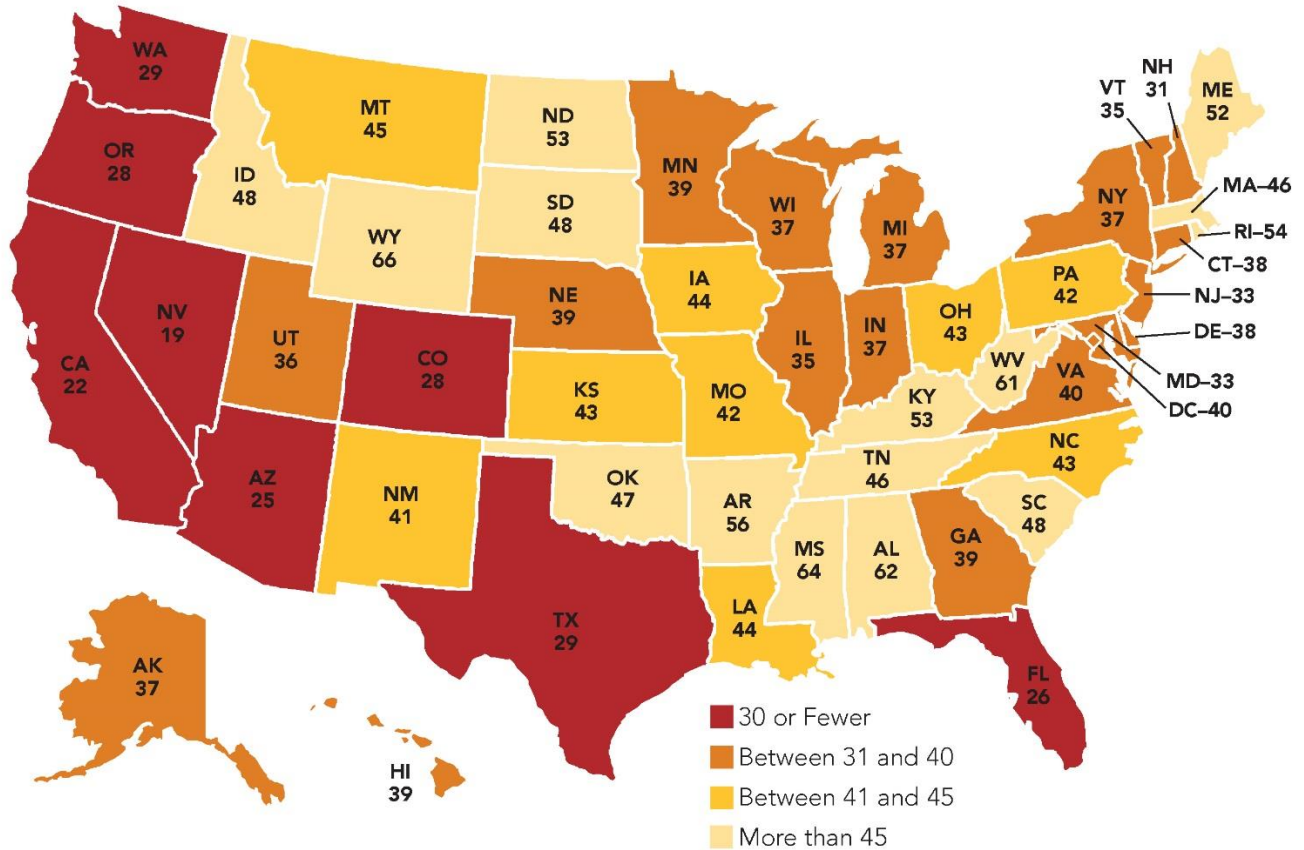 WA
29
OR
28
CA
22
NV
19
ID
48
MT
45
WY
66
UT
36
CO
28
AZ
25
NM
41
ND
53
SD
48
NE
39
KS
43
OK
47
TX
29
MN
39
IA
44
MO
42
AR
56
LA
44
WI
37
IL
35
MI
37
IN
37
OH
43
KY
53
TN
46
MS
64
AL
62
GA
39
FL
26
SC
48
NC
43
VA
40
WV
61
PA
42
NY
37
VT
35
NH
31
ME
52
MA–46
RI–54
CT–38
NJ–33
DE–38
MD–33
DC–40
AK
37
HI
39
30 or Fewer
Between 31 and 40
Between 41 and 45
More than 45